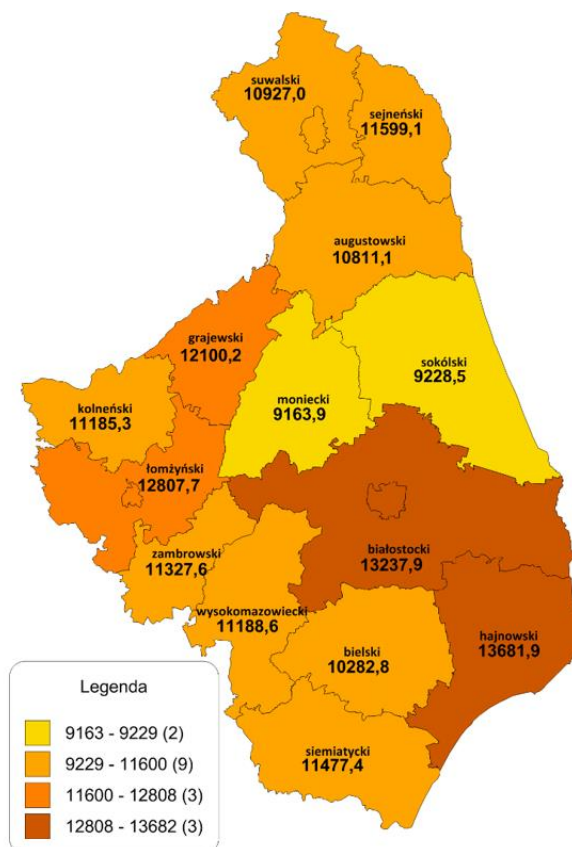 suwalski
10927,0
sejneński
11599,1
augustowski
10811,1
grajewski
12100,2
sokólski
9228,5
moniecki
9163,9
kolneński
11185,3
łomżyński
12807,7
zambrowski
11327,6
białostocki
13237,9
wysokomazowiecki
11188,6
hajnowski
13681,9
bielski
10282,8
siemiatycki
11477,4
Legenda
9163 - 9229 (2)
9229 - 11600 (9)
11600 - 12808 (3)
12808 - 13682 (3)